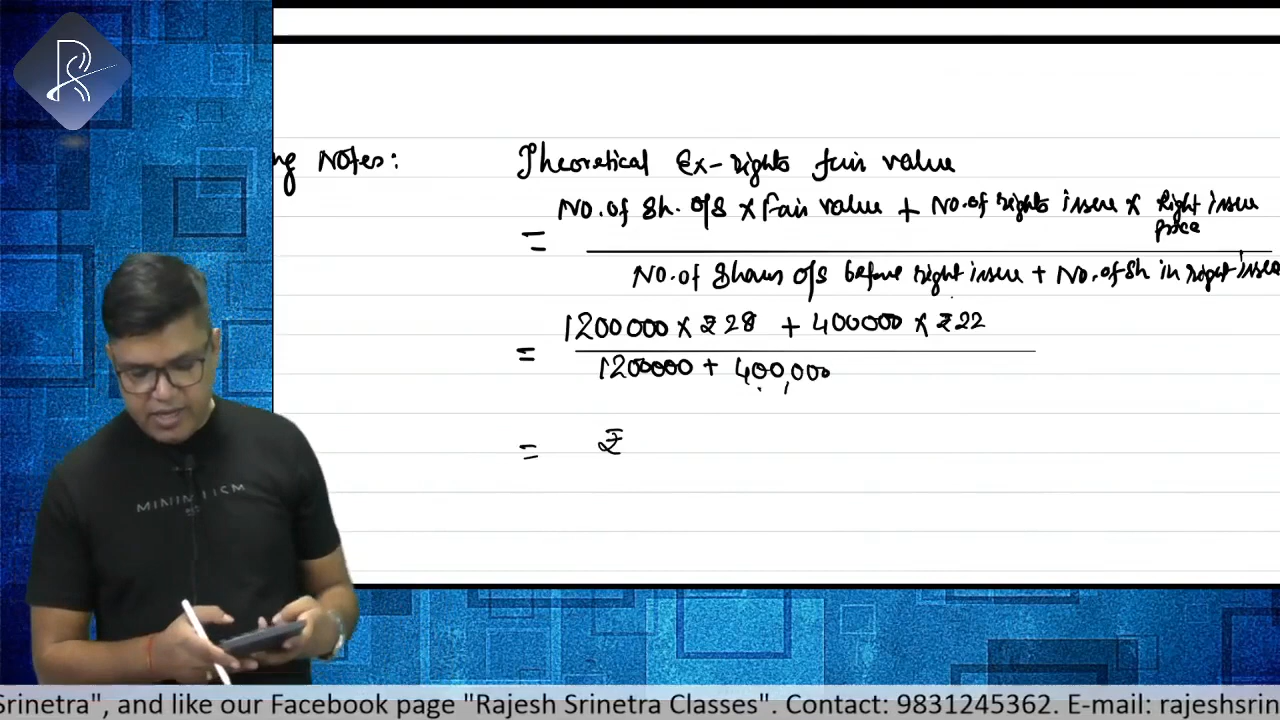 ng Notes:
Theoretical Ex-rights fair value
= No. of Sh. o/s × Fair value + No. of rights issue × Right issue price
No. of Shares o/s before right issue + No. of Sh in right issue
= 1200000 × ₹ 28 + 400000 × ₹ 22
1200000 + 400,000
= ₹
MINIM
Srinetra", and like our Facebook page "Rajesh Srinetra Classes". Contact: 9831245362. E-mail: rajeshsrin